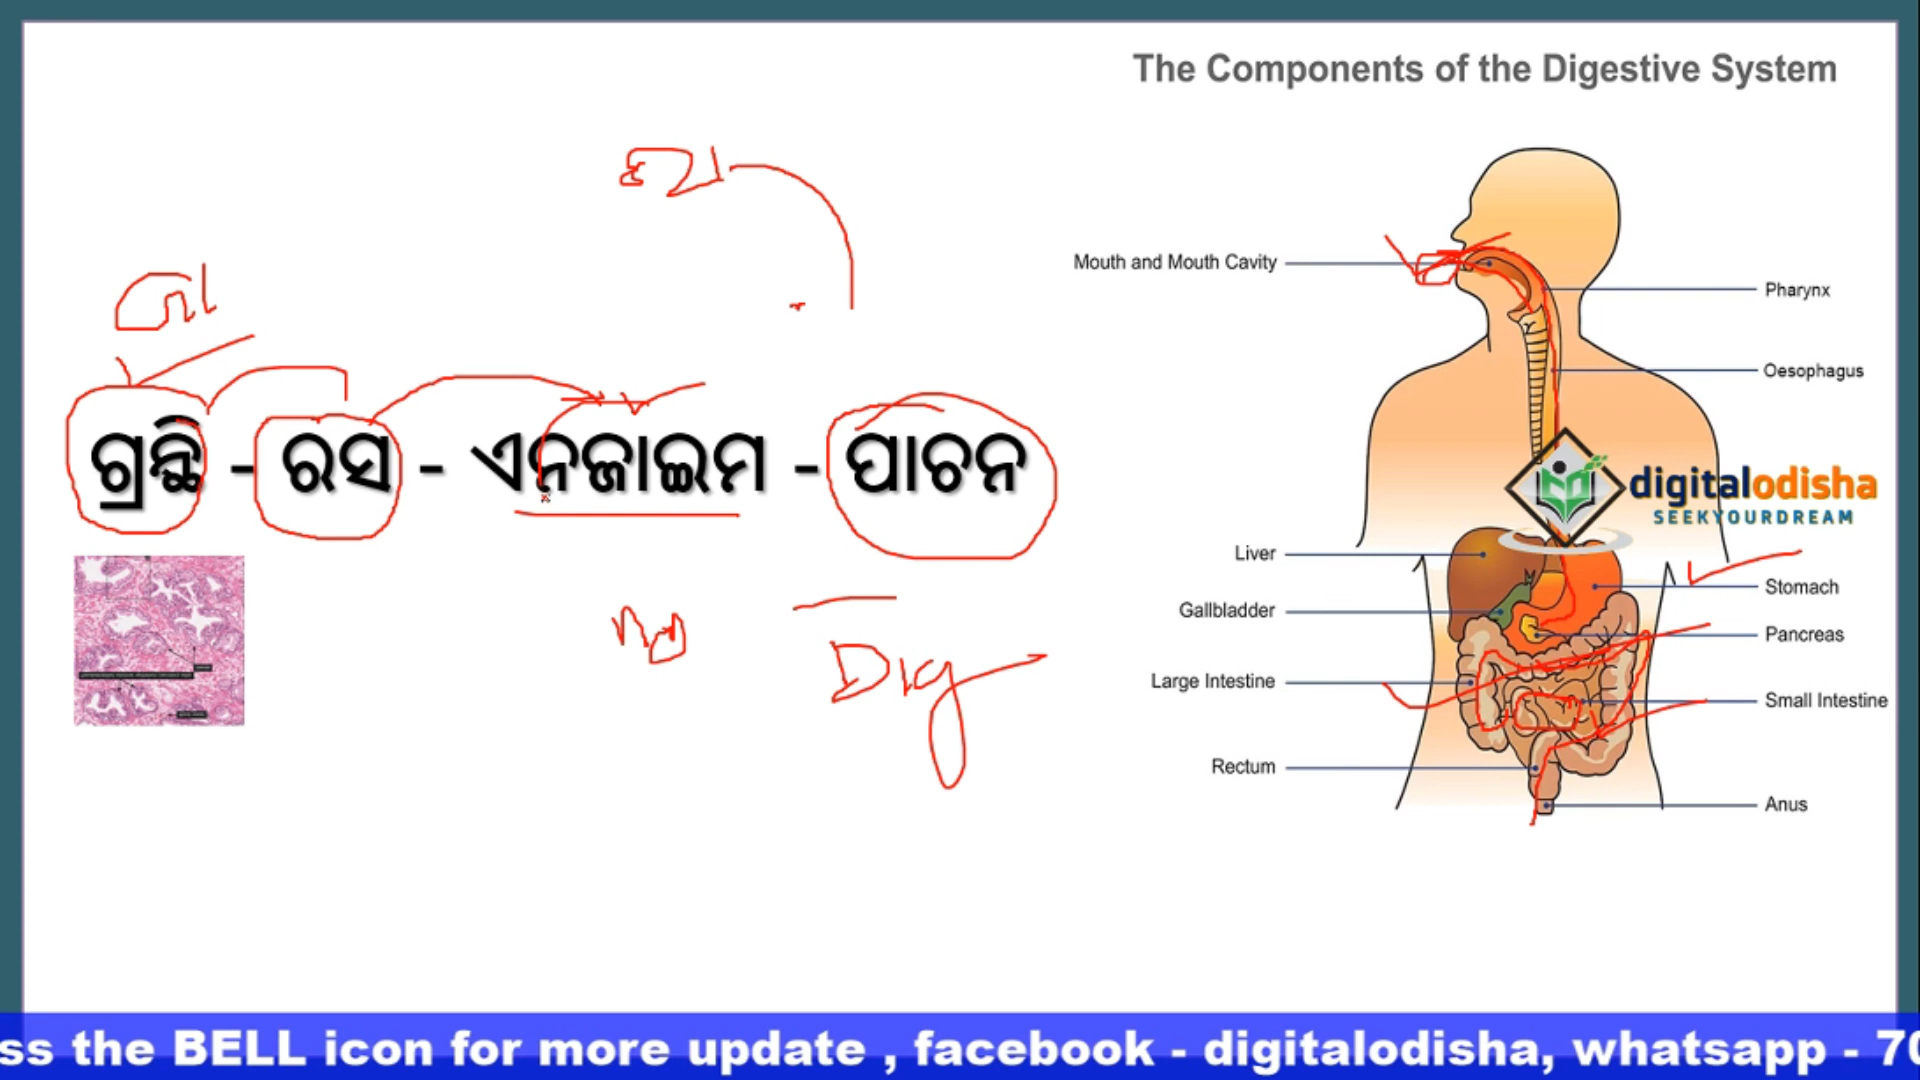 The Components of the Digestive System
Mouth and Mouth Cavity
Pharynx
Oesophagus
ଗ୍ରନ୍ଥି - ରସ - ଏନଜାଇମ - ପାଚନ
digitalodisha
SEEKYOURDREAM
Liver
Stomach
Gallbladder
Pancreas
Large Intestine
Small Intestine
Rectum
Anus
Dig
ss the BELL icon for more update , facebook - digitalodisha, whatsapp - 70